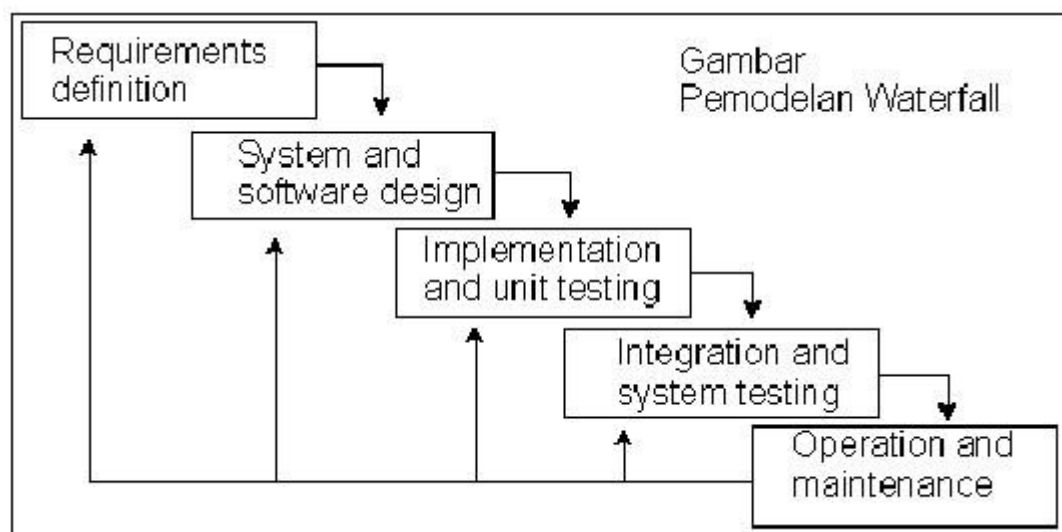 Requirements
definition
Gambar
Pemodelan Waterfall
System and
software design
Implementation
and unit testing
Integration and
system testing
Operation and
maintenance